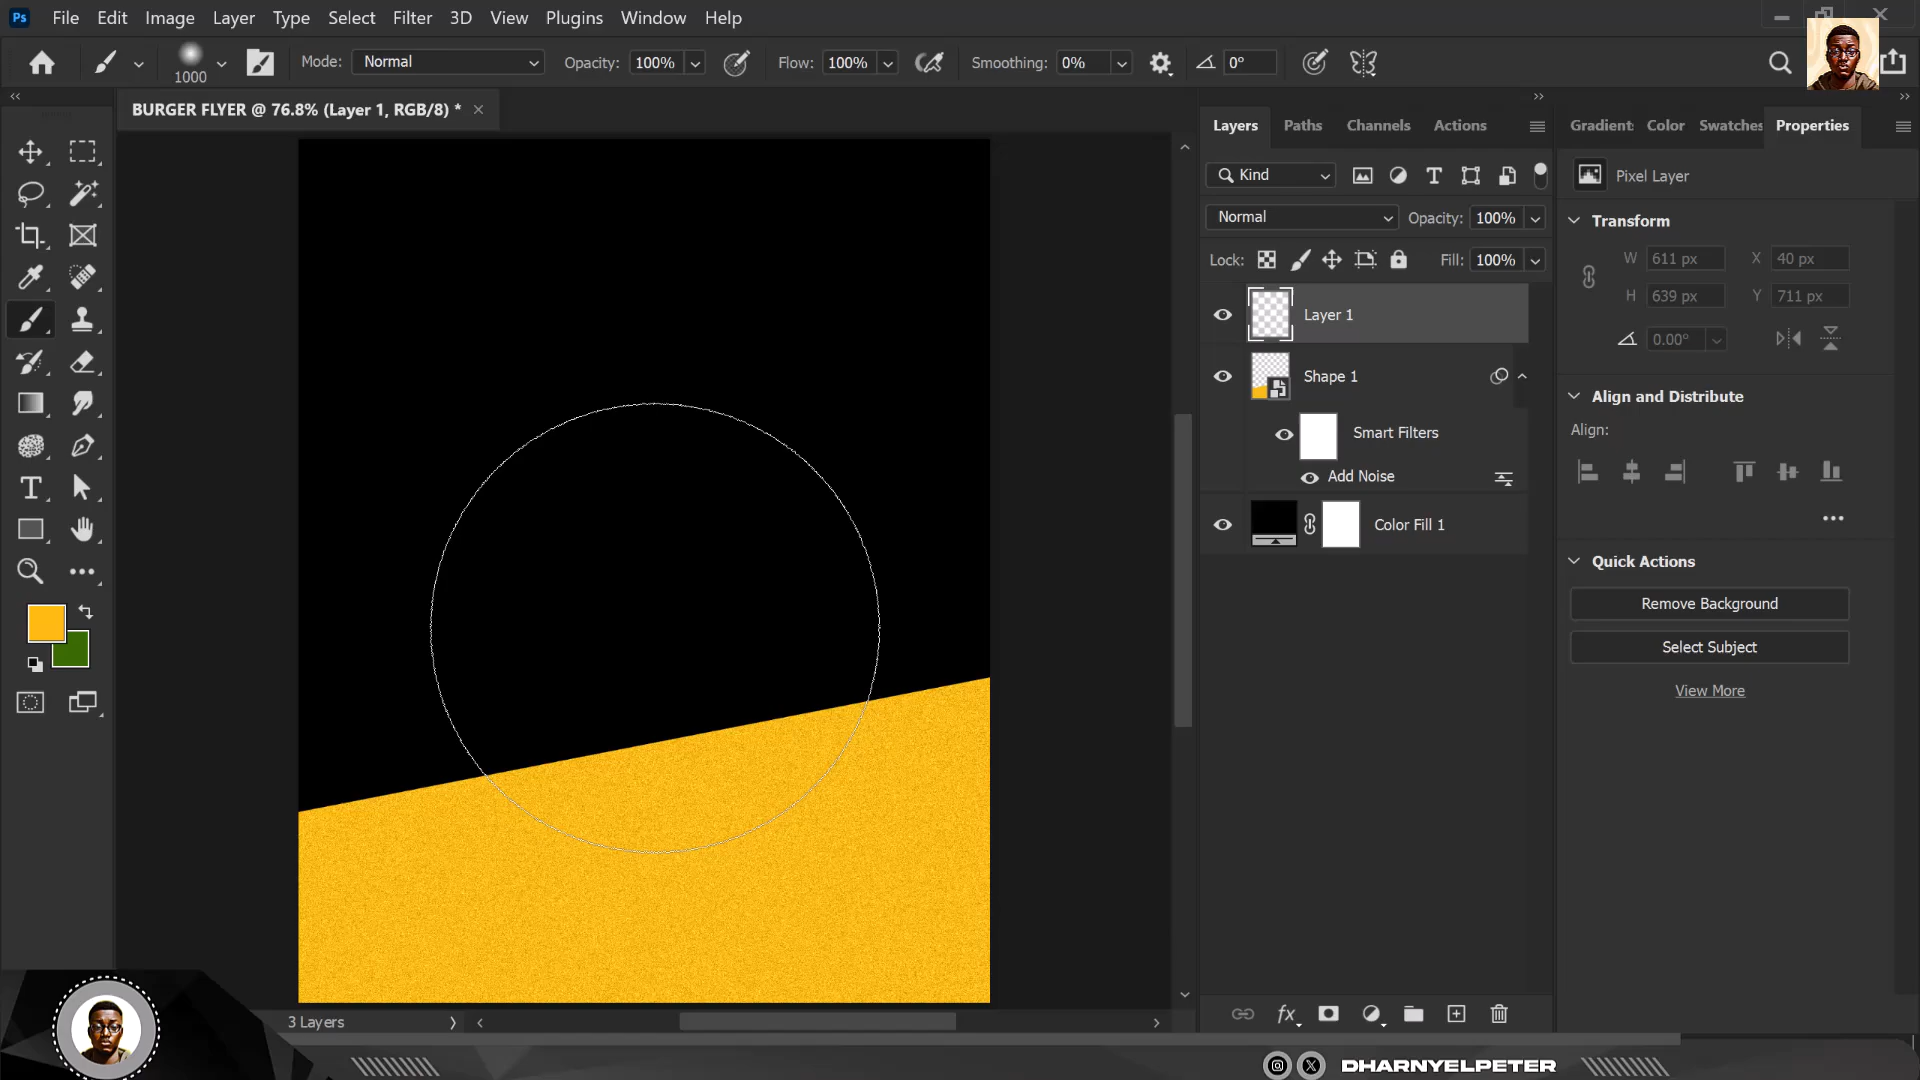 Ps File Edit Image Layer Type Select Filter 3D View Plugins Window Help
1000 Mode: Normal Opacity: 100% Flow: 100% Smoothing: 0% 0°
BURGER FLYER @ 76.8% (Layer 1, RGB/8) *
Layers Paths Channels Actions
Kind
Normal Opacity: 100%
Lock: Fill: 100%
Layer 1
Shape 1
Smart Filters
Add Noise
Color Fill 1
Gradient Color Swatches Properties
Pixel Layer
Transform
W 611 px X 40 px
H 639 px Y 711 px
0.00°
Align and Distribute
Align:
Quick Actions
Remove Background
Select Subject
View More
3 Layers
DHARNYELPETER